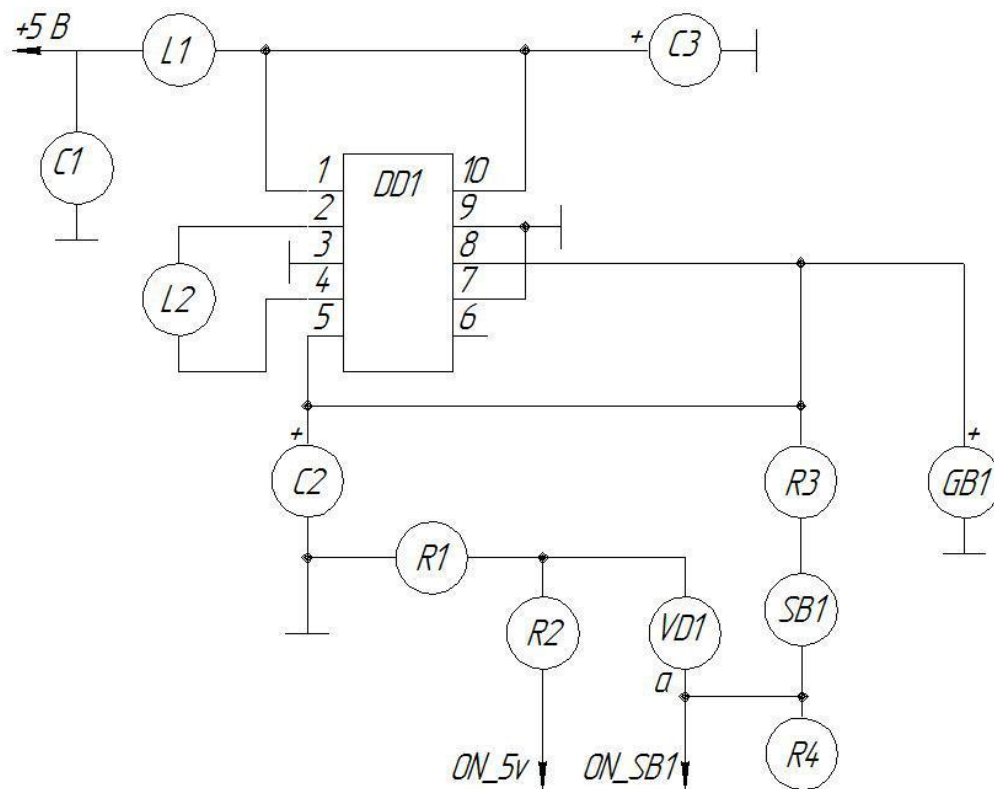 +5 В
L1
+
C3
C1
1
DD1
10
2
9
3
8
L2
4
7
5
6
+
C2
R3
+
GB1
R1
SB1
R2
VD1
a
ON_5v
ON_SB1
R4